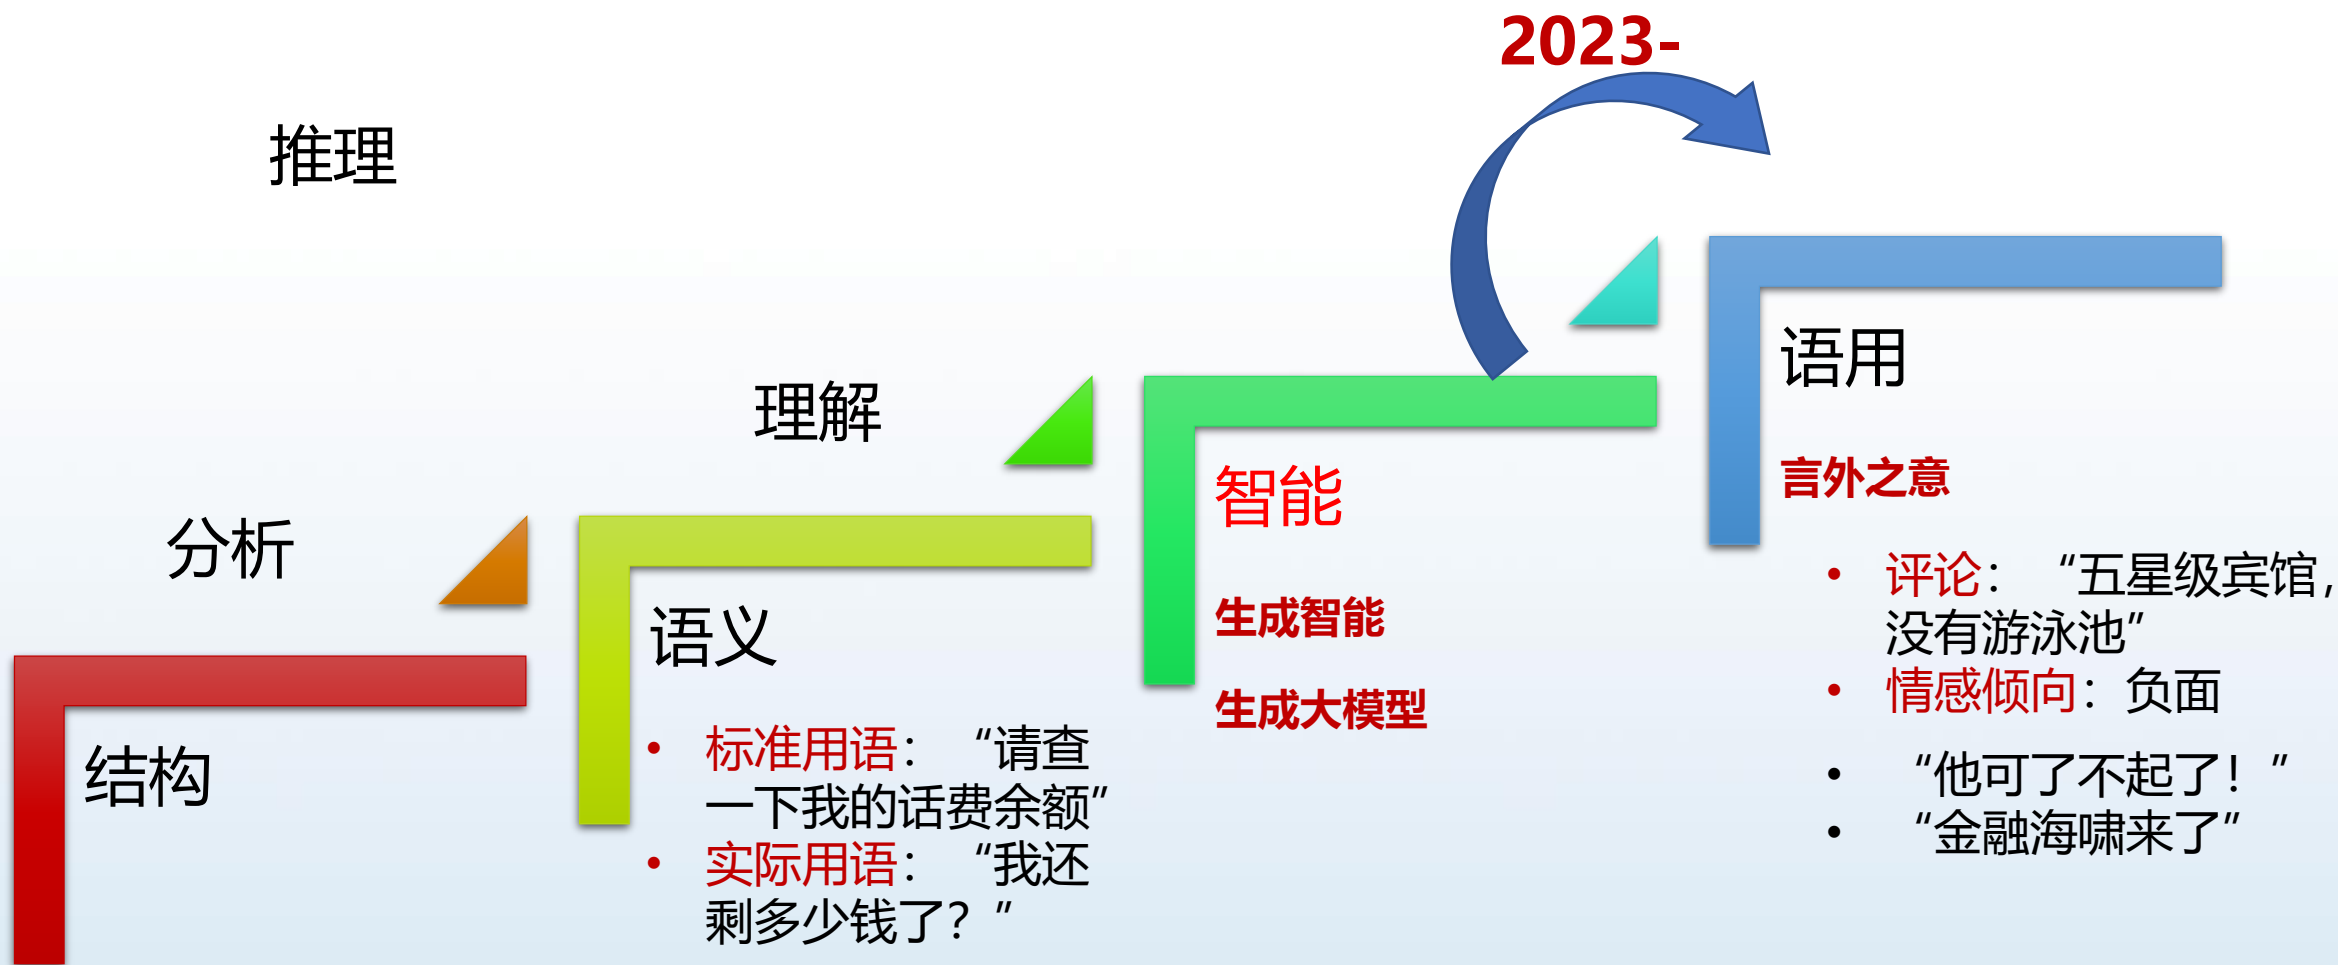 2023-
推理
理解
分析
结构
语义
• 标准用语：“请查
一下我的话费余额”
• 实际用语：“我还
剩多少钱了？”
智能
生成智能
生成大模型
语用
言外之意
• 评论：“五星级宾馆，
没有游泳池”
• 情感倾向：负面
• “他可了不起了！”
• “金融海啸来了”